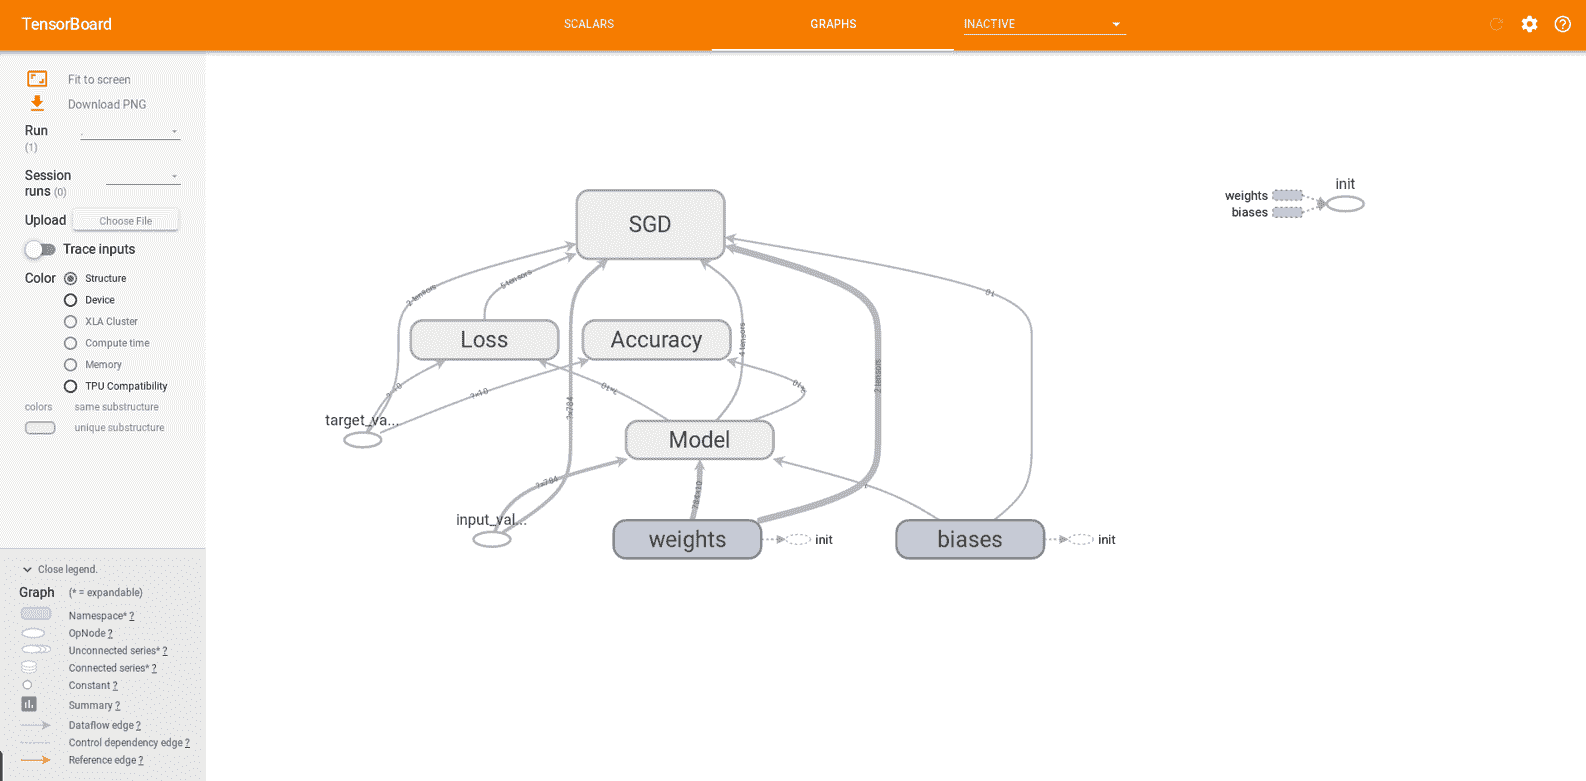 TensorBoard
SCALARS
GRAPHS
INACTIVE
Fit to screen
Download PNG
Run
(1)
Session
runs (0)
Upload
Choose File
Trace inputs
Color
Structure
Device
XLA Cluster
Compute time
Memory
TPU Compatibility
colors
same substructure
unique substructure
Close legend.
Graph
(* = expandable)
Namespace* ?
OpNode ?
Unconnected series* ?
Connected series* ?
Constant ?
Summary ?
Dataflow edge ?
Control dependency edge ?
Reference edge ?
init
weights
biases
SGD
2 tensors
5 tensors
10
Loss
Accuracy
4 tensors
2 tensors
?×10
?×10
?×10
?×784
target_va...
Model
?×784
784×10
input_val...
weights
init
biases
init